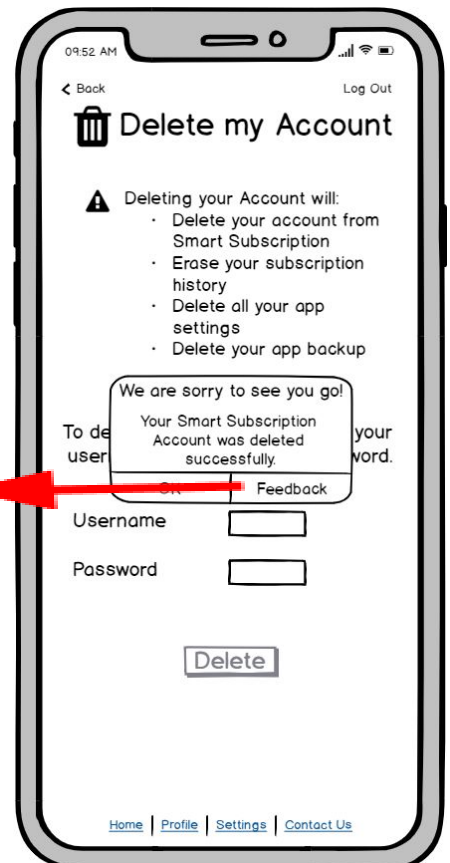 09:52 AM
Back
Log Out
Delete my Account
Deleting your Account will:
· Delete your account from
Smart Subscription
· Erase your subscription
history
· Delete all your app
settings
· Delete your app backup
We are sorry to see you go!
Your Smart Subscription
Account was deleted
successfully.
Feedback
To your
Username
Password
Delete
Home | Profile | Settings | Contact Us